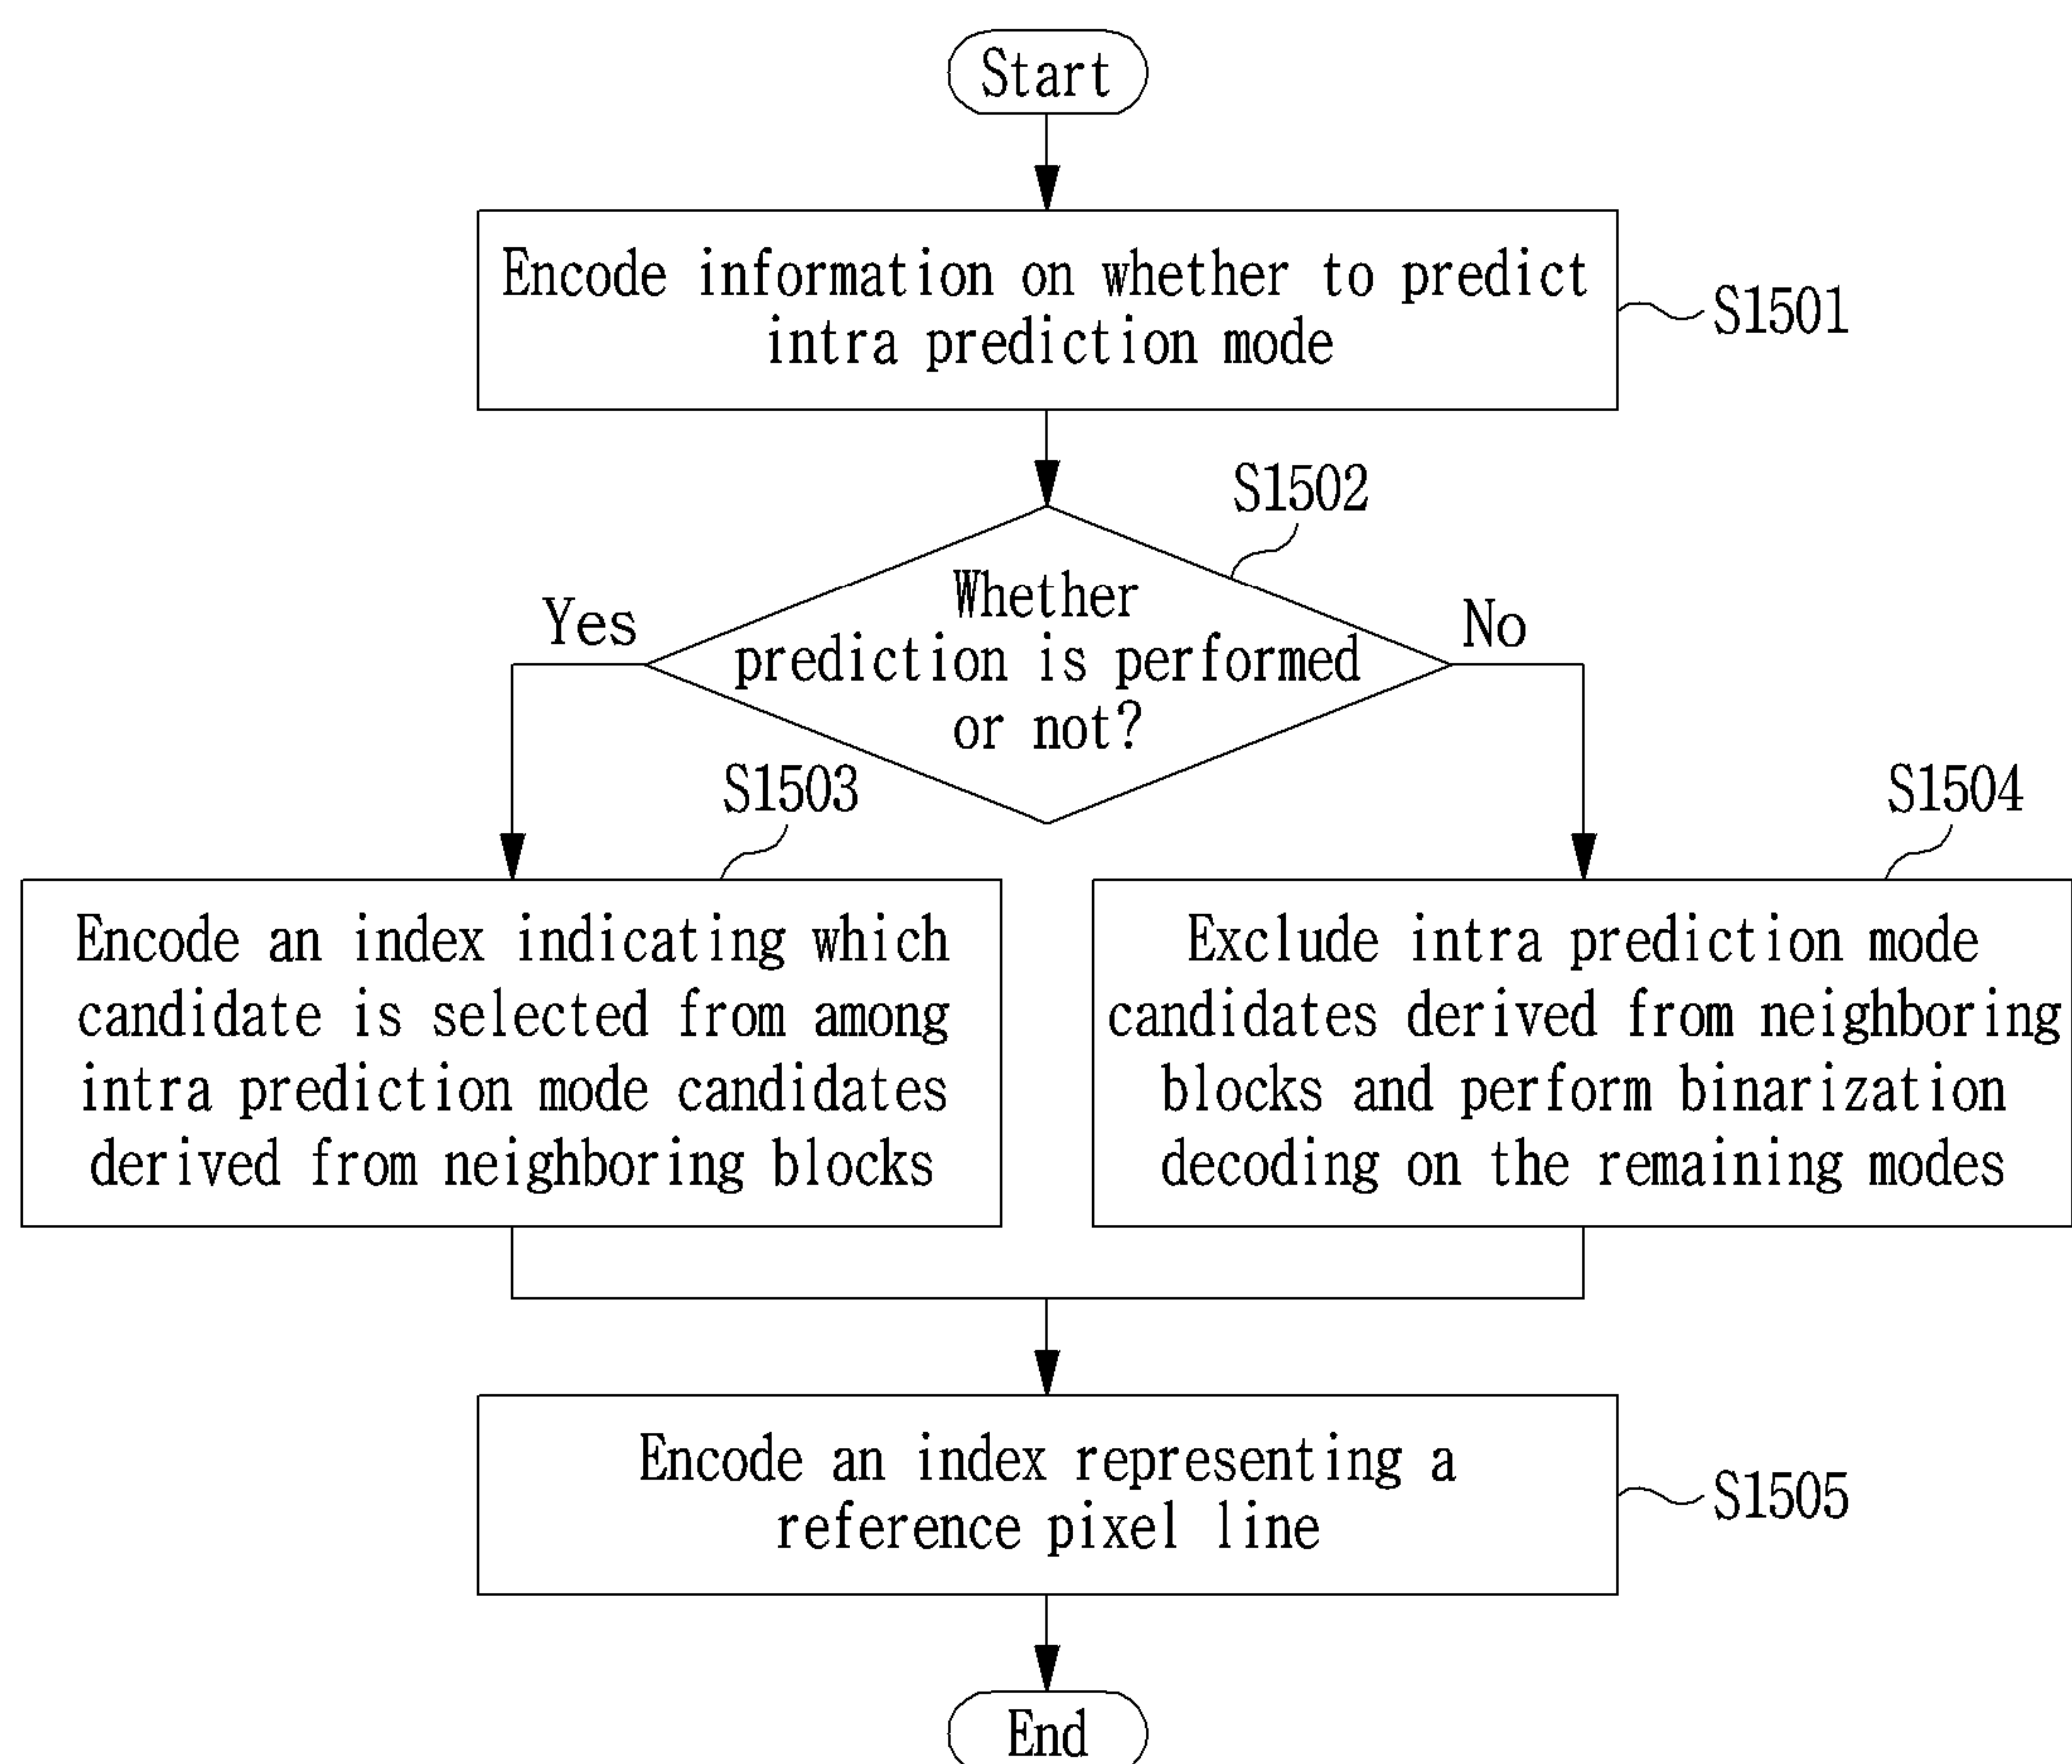 Start
Encode information on whether to predict
intra prediction mode
S1501
S1502
Whether
prediction is performed
or not?
Yes
No
S1503
S1504
Encode an index indicating which
candidate is selected from among
intra prediction mode candidates
derived from neighboring blocks
Exclude intra prediction mode
candidates derived from neighboring
blocks and perform binarization
decoding on the remaining modes
Encode an index representing a
reference pixel line
S1505
End